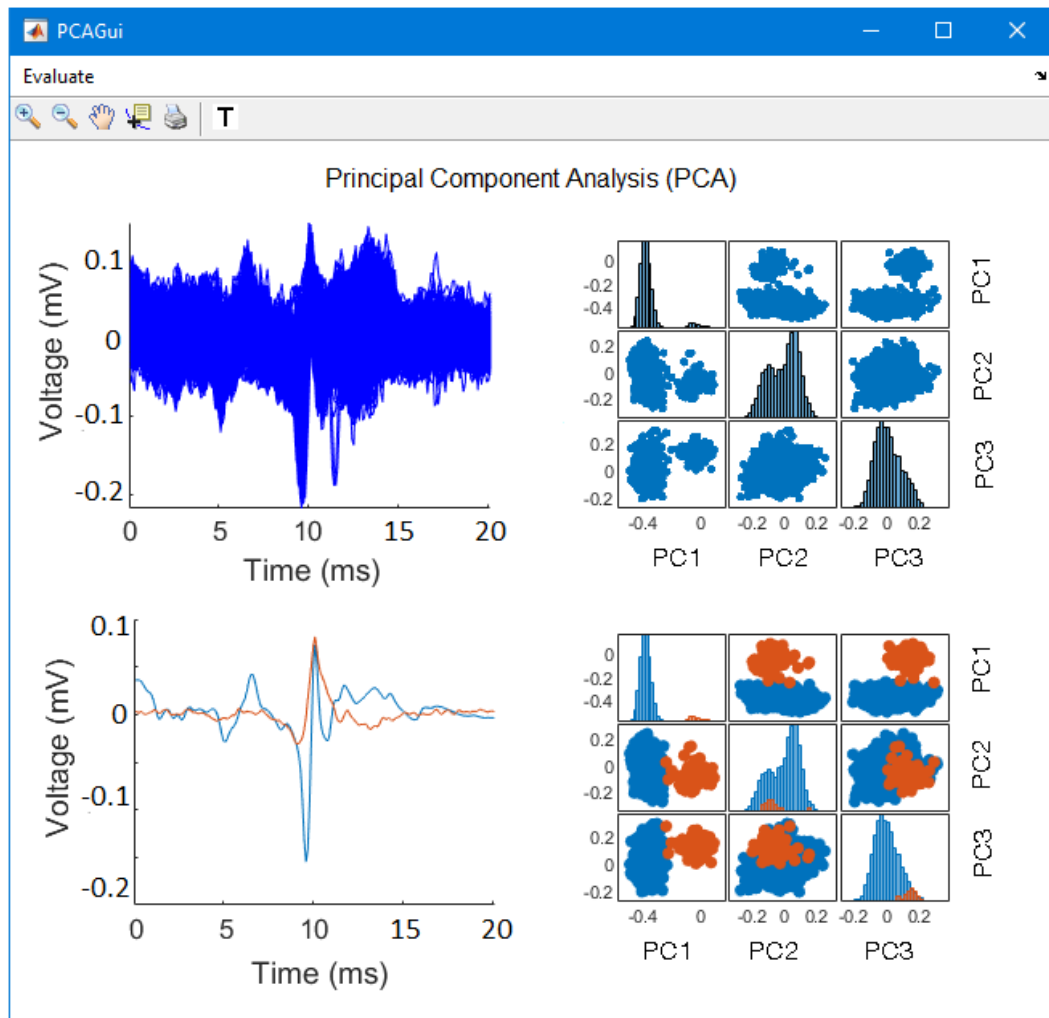 PCAGui
Evaluate
T
Principal Component Analysis (PCA)
Voltage (mV)
0.1
0
-0.1
-0.2
0 5 10 15 20
Time (ms)
0
-0.2
-0.4
PC1
0.2
0
-0.2
PC2
0.2
0
-0.2
PC3
-0.4 0 -0.2 0 0.2 -0.2 0 0.2
PC1 PC2 PC3
Voltage (mV)
0.1
0
-0.1
-0.2
0 5 10 15 20
Time (ms)
0
-0.2
-0.4
PC1
0.2
0
-0.2
PC2
0.2
0
-0.2
PC3
-0.4 0 -0.2 0 0.2 -0.2 0 0.2
PC1 PC2 PC3